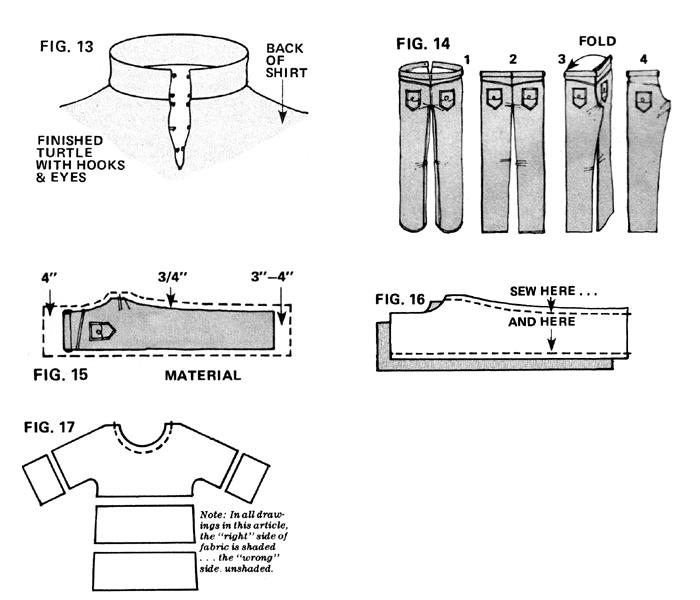 FIG. 13
BACK
OF
SHIRT
FINISHED
TURTLE
WITH HOOKS
& EYES
FIG. 14
FOLD
1
2
3
4
4"
3/4"
3"—4"
FIG. 15
MATERIAL
FIG. 16
SEW HERE . . .
AND HERE
FIG. 17
Note: In all draw-
ings in this article,
the "right" side of
fabric is shaded
. . . the "wrong"
side. unshaded.